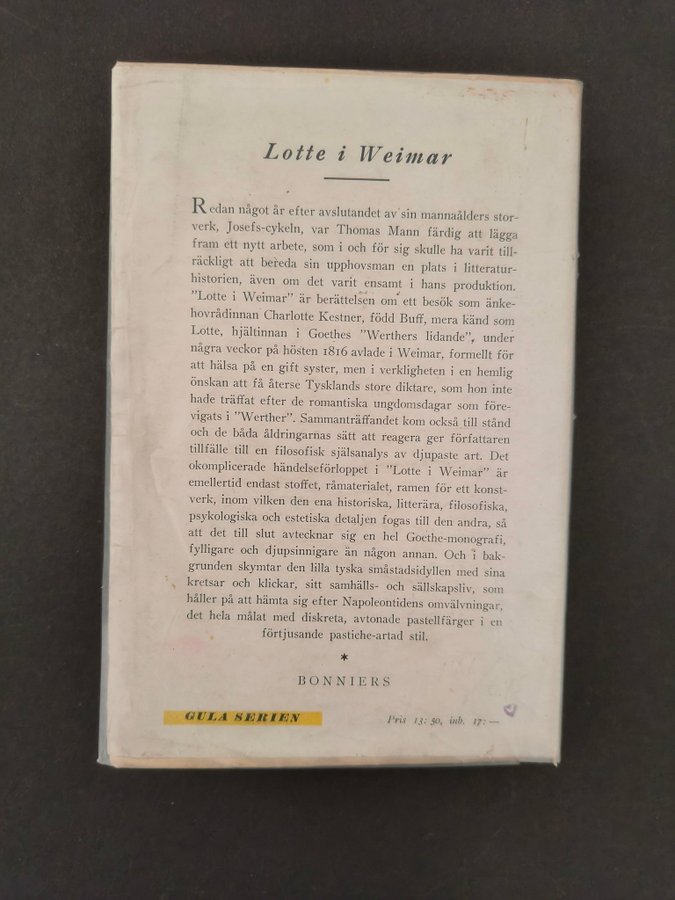 Lotte i Weimar
Redan något år efter avslutandet av sin mannaålders stor-
verk, Josefs-cykeln, var Thomas Mann färdig att lägga
fram ett nytt arbete, som i och för sig skulle ha varit till-
räckligt att bereda sin upphovsman en plats i litteratur-
historien, även om det varit ensamt i hans produktion.
"Lotte i Weimar" är berättelsen om ett besök som änke-
hovrådinnan Charlotte Kestner, född Buff, mera känd som
Lotte, hjältinnan i Goethes "Werthers lidande", under
några veckor på hösten 1816 avlade i Weimar, formellt för
att hälsa på en gift syster, men i verkligheten i en hemlig
önskan att få återse Tysklands store diktare, som hon inte
hade träffat efter de romantiska ungdomsdagar som före-
vigats i "Werther". Sammanträffandet kom också till stånd
och de båda åldringarnas sätt att reagera ger författaren
tillfälle till en filosofisk själsanalys av djupaste art. Det
okomplicerade händelseförloppet i "Lotte i Weimar" är
emellertid endast stoffet, råmaterialet, ramen för ett konst-
verk, inom vilken den ena historiska, litterära, filosofiska,
psykologiska och estetiska detaljen fogas till den andra, så
att det till slut avtecknar sig en hel Goethe-monografi,
fylligare och djupsinnigare än någon annan. Och i bak-
grunden skymtar den lilla tyska småstadsidyllen med sina
kretsar och klickar, sitt samhälls- och sällskapsliv, som
håller på att hämta sig efter Napoleontidens omvälvningar,
det hela målat med diskreta, avtonade pastellfärger i en
förtjusande pastiche-artad stil.
*
BONNIERS
GULA SERIEN
Pris 13:50, inb. 17:—